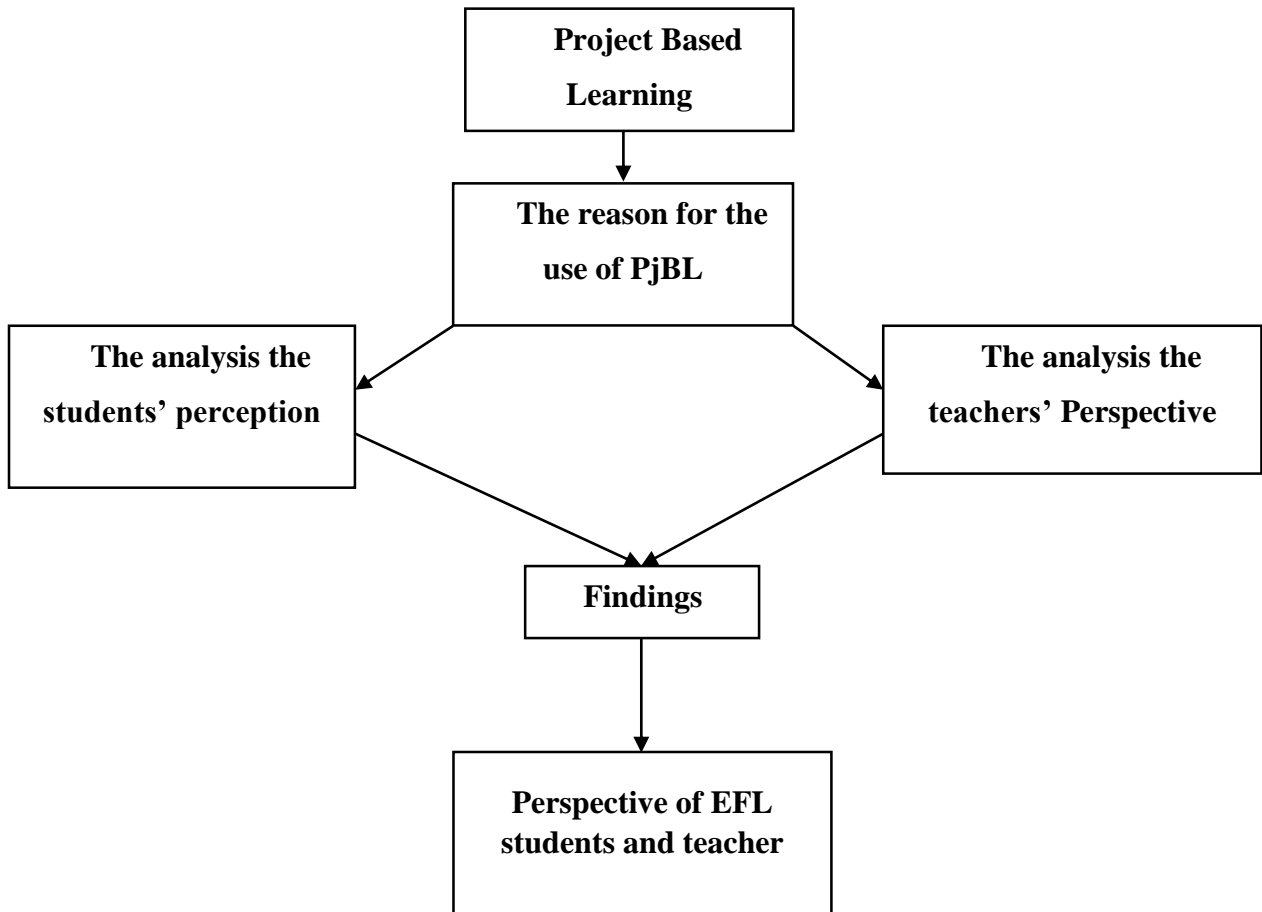 Project Based
Learning
The reason for the
use of PjBL
The analysis the
students’ perception
The analysis the
teachers’ Perspective
Findings
Perspective of EFL
students and teacher